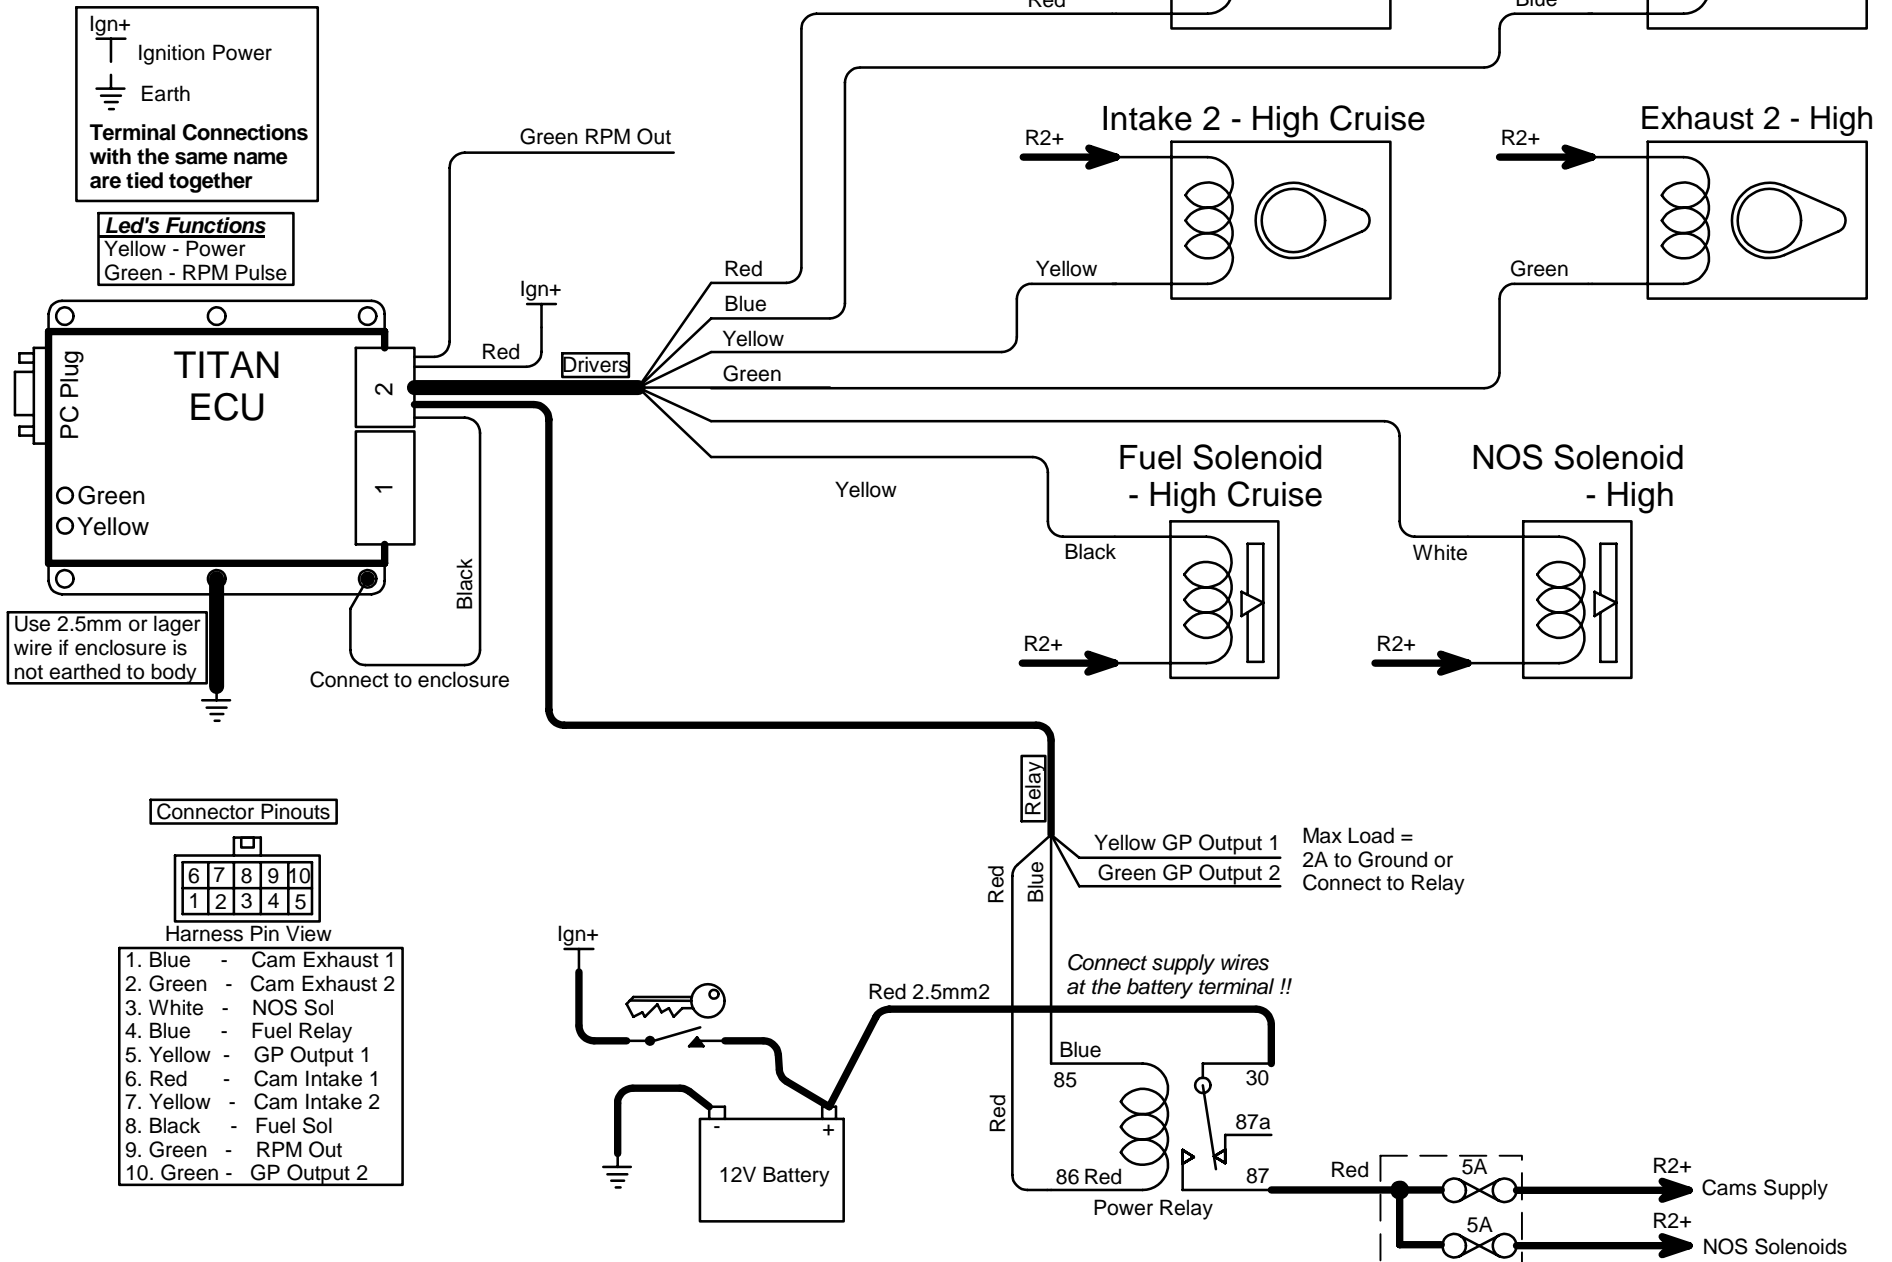 Ign+
Ignition Power
Earth
Terminal Connections
with the same name
are tied together
Led's Functions
Yellow - Power
Green - RPM Pulse
Red
Blue
Green RPM Out
Intake 2 - High Cruise
Exhaust 2 - High
R2+
R2+
Yellow
Green
Ign+
Red
Drivers
Red
Blue
Yellow
Green
PC Plug
TITAN
ECU
2
1
Green
Yellow
Black
Use 2.5mm or lager
wire if enclosure is
not earthed to body
Connect to enclosure
Yellow
Fuel Solenoid
- High Cruise
NOS Solenoid
- High
Black
White
R2+
R2+
Relay
Yellow GP Output 1
Green GP Output 2
Max Load =
2A to Ground or
Connect to Relay
Red
Blue
Connector Pinouts
6 7 8 9 10
1 2 3 4 5
Harness Pin View
1. Blue - Cam Exhaust 1
2. Green - Cam Exhaust 2
3. White - NOS Sol
4. Blue - Fuel Relay
5. Yellow - GP Output 1
6. Red - Cam Intake 1
7. Yellow - Cam Intake 2
8. Black - Fuel Sol
9. Green - RPM Out
10. Green - GP Output 2
Ign+
Red 2.5mm2
Connect supply wires
at the battery terminal !!
- +
12V Battery
Blue
85
30
Red
87a
86 Red
87
Power Relay
Red
5A
R2+
Cams Supply
5A
R2+
NOS Solenoids